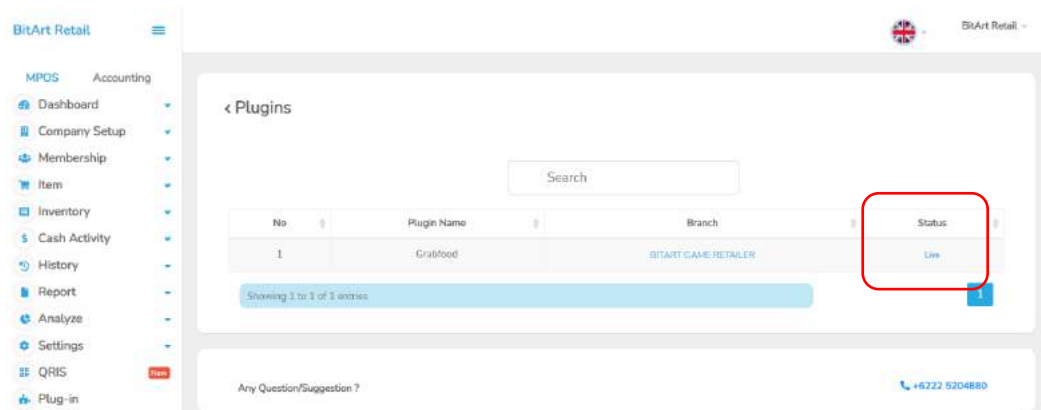 BitArt Retail
BitArt Retail
MPOS Accounting
Dashboard
Company Setup
Membership
Item
Inventory
Cash Activity
History
Report
Analyze
Settings
QRIS New
Plug-in
Plugins
Search
No Plugin Name Branch Status
1 Grabfood BITART GAME RETAILER Live
Showing 1 to 1 of 1 entries
1
Any Question/Suggestion ?
+6222 5204880